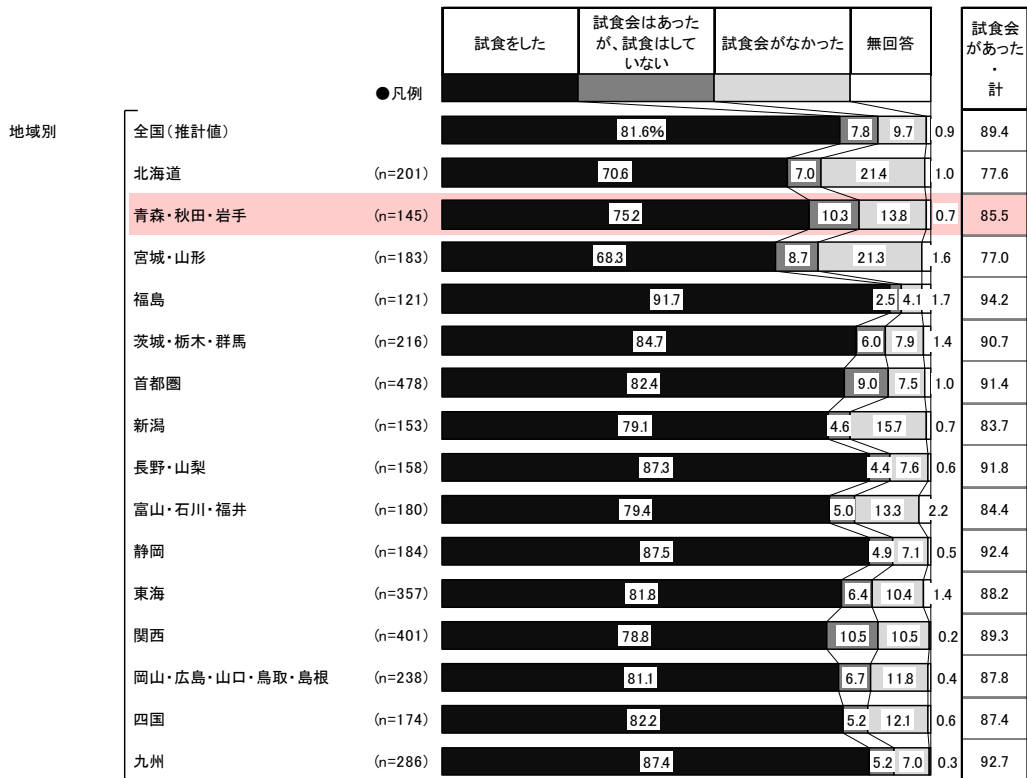 試食をした
試食会はあったが、試食はしていない
試食会がなかった
無回答
試食会があった・計
●凡例
地域別
全国(推計値) 81.6% 7.8 9.7 0.9 89.4
北海道 (n=201) 70.6 7.0 21.4 1.0 77.6
青森・秋田・岩手 (n=145) 75.2 10.3 13.8 0.7 85.5
宮城・山形 (n=183) 68.3 8.7 21.3 1.6 77.0
福島 (n=121) 91.7 2.5 4.1 1.7 94.2
茨城・栃木・群馬 (n=216) 84.7 6.0 7.9 1.4 90.7
首都圏 (n=478) 82.4 9.0 7.5 1.0 91.4
新潟 (n=153) 79.1 4.6 15.7 0.7 83.7
長野・山梨 (n=158) 87.3 4.4 7.6 0.6 91.8
富山・石川・福井 (n=180) 79.4 5.0 13.3 2.2 84.4
静岡 (n=184) 87.5 4.9 7.1 0.5 92.4
東海 (n=357) 81.8 6.4 10.4 1.4 88.2
関西 (n=401) 78.8 10.5 10.5 0.2 89.3
岡山・広島・山口・鳥取・島根 (n=238) 81.1 6.7 11.8 0.4 87.8
四国 (n=174) 82.2 5.2 12.1 0.6 87.4
九州 (n=286) 87.4 5.2 7.0 0.3 92.7